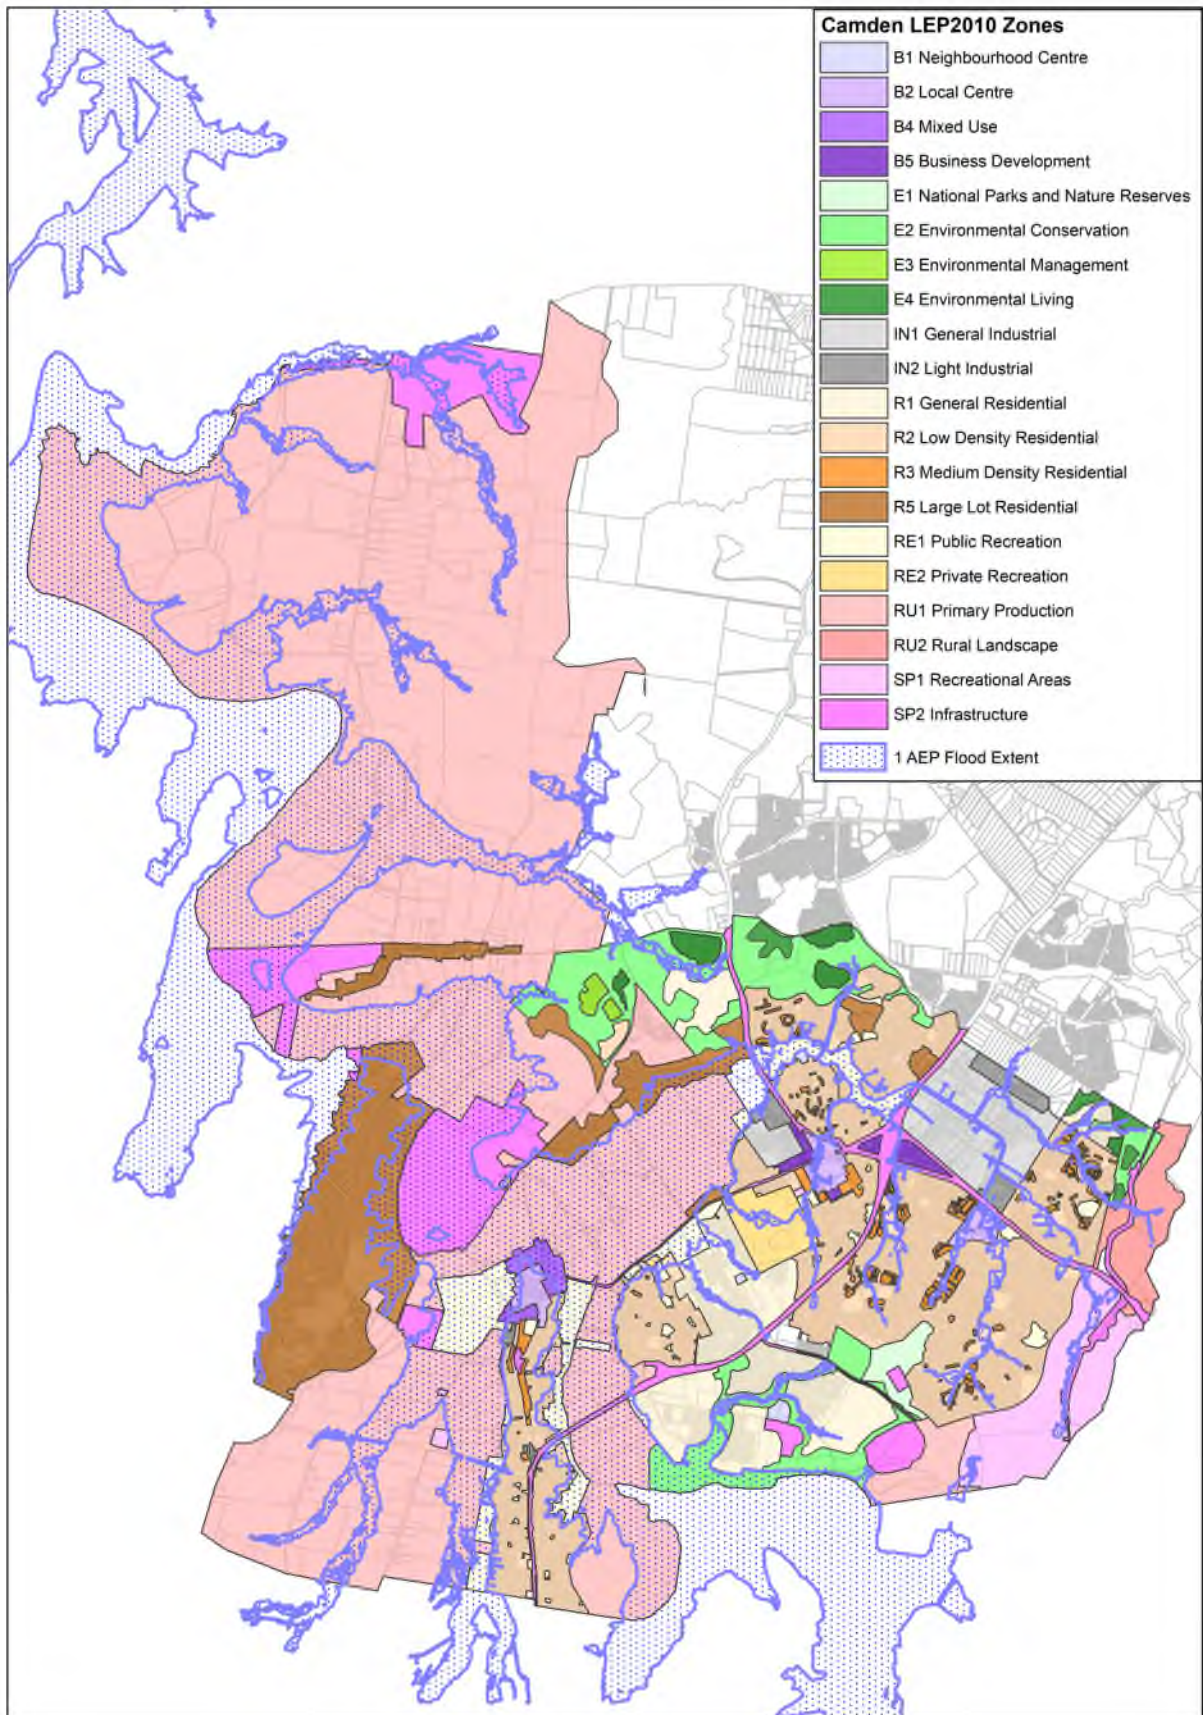 Camden LEP2010 Zones
B1 Neighbourhood Centre
B2 Local Centre
B4 Mixed Use
B5 Business Development
E1 National Parks and Nature Reserves
E2 Environmental Conservation
E3 Environmental Management
E4 Environmental Living
IN1 General Industrial
IN2 Light Industrial
R1 General Residential
R2 Low Density Residential
R3 Medium Density Residential
R5 Large Lot Residential
RE1 Public Recreation
RE2 Private Recreation
RU1 Primary Production
RU2 Rural Landscape
SP1 Recreational Areas
SP2 Infrastructure
1 AEP Flood Extent